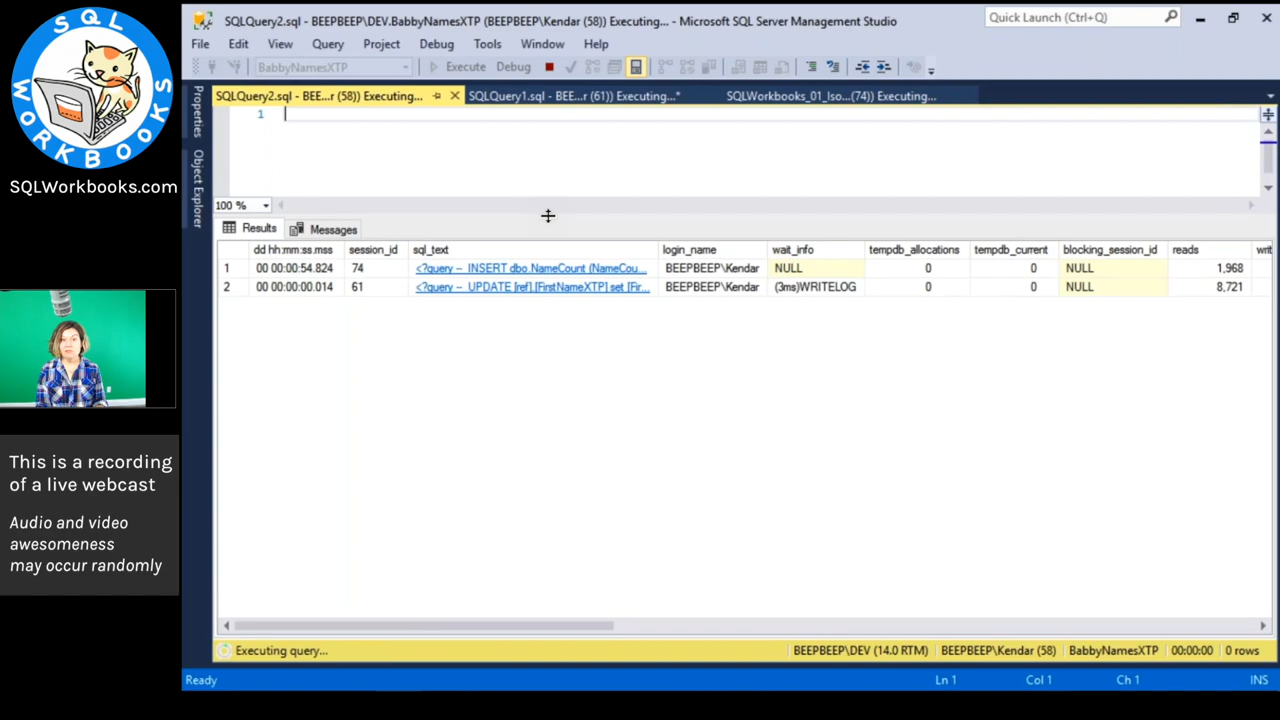 SQL
WORKBOOKS
SQLWorkbooks.com
This is a recording
of a live webcast
Audio and video
awesomeness
may occur randomly
SQLQuery2.sql - BEEPBEEP\DEV.BabbyNamesXTP (BEEPBEEP\Kendar (58)) Executing... - Microsoft SQL Server Management Studio
Quick Launch (Ctrl+Q)
File Edit View Query Project Debug Tools Window Help
BabbyNamesXTP Execute Debug
Properties
Object Explorer
SQLQuery2.sql - BEE...r (58)) Executing... SQLQuery1.sql - BEE...r (61)) Executing...* SQLWorkbooks_01_Iso...(74)) Executing...
1
100 %
Results Messages
dd hh:mm:ss.mss session_id sql_text login_name wait_info tempdb_allocations tempdb_current blocking_session_id reads writ
1 00 00:00:54.824 74 <?query -- INSERT dbo.NameCount (NameCou... BEEPBEEP\Kendar NULL 0 0 NULL 1,968
2 00 00:00:00.014 61 <?query -- UPDATE [ref].[FirstNameXTP] set [Fir... BEEPBEEP\Kendar (3ms)WRITELOG 0 0 NULL 8,721
Executing query... BEEPBEEP\DEV (14.0 RTM) BEEPBEEP\Kendar (58) BabbyNamesXTP 00:00:00 0 rows
Ready Ln 1 Col 1 Ch 1 INS